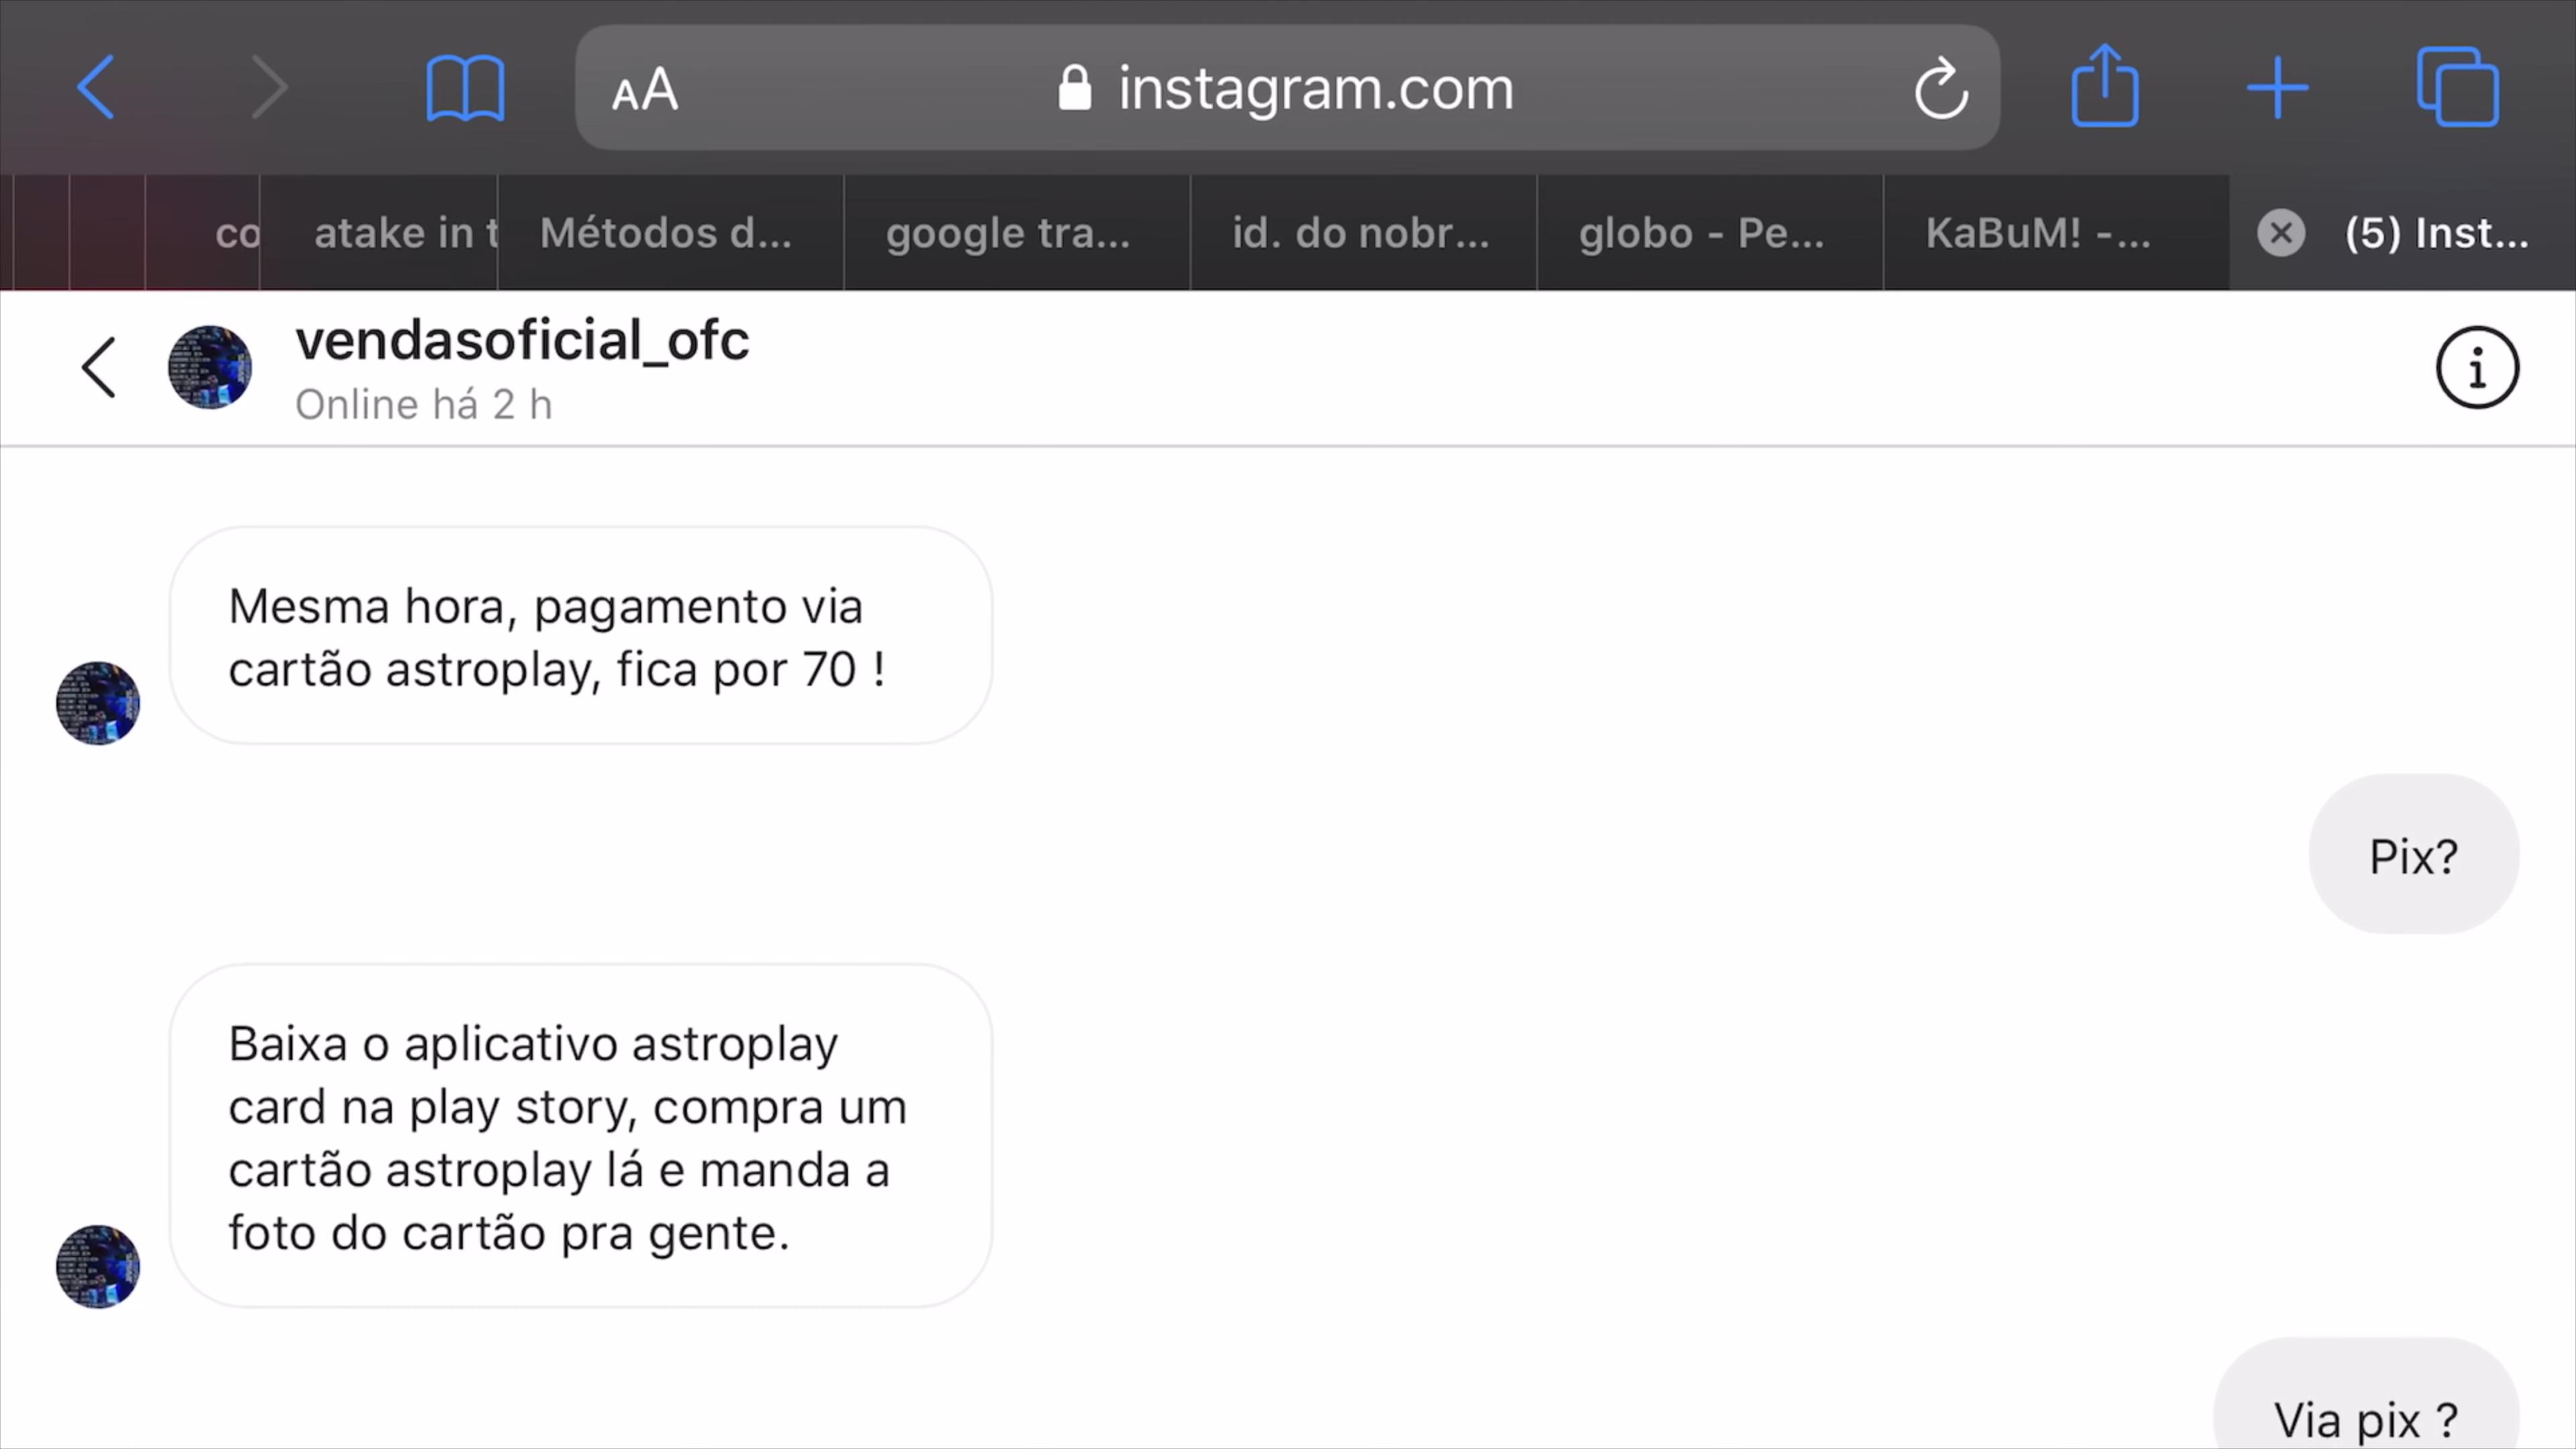 AA instagram.com
co atake in t Métodos d... google tra... id. do nobr... globo - Pe... KaBuM! -... (5) Inst...
vendasoficial_ofc
Online há 2 h
Mesma hora, pagamento via
cartão astroplay, fica por 70 !
Pix?
Baixa o aplicativo astroplay
card na play story, compra um
cartão astroplay lá e manda a
foto do cartão pra gente.
Via pix ?